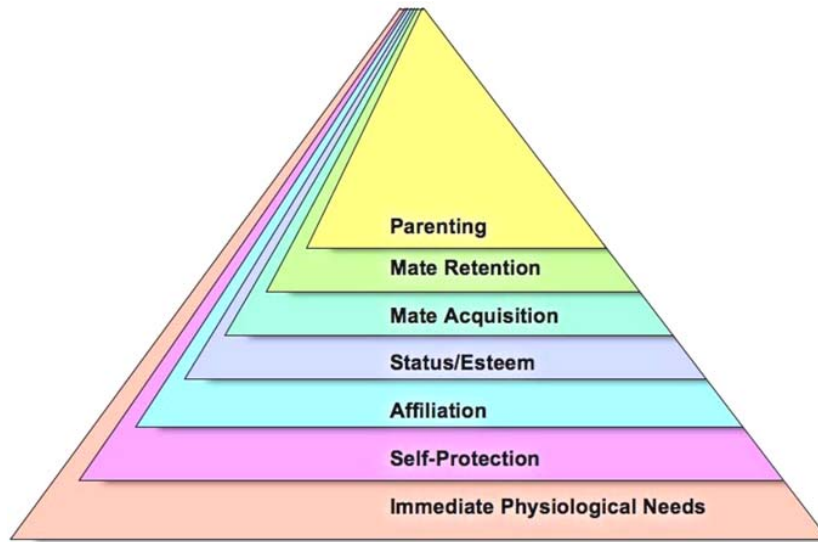 Parenting
Mate Retention
Mate Acquisition
Status/Esteem
Affiliation
Self-Protection
Immediate Physiological Needs